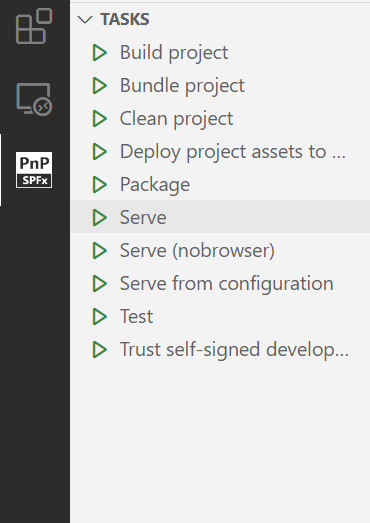 TASKS
Build project
Bundle project
Clean project
Deploy project assets to ...
Package
PnP
SPFx
Serve
Serve (nobrowser)
Serve from configuration
Test
Trust self-signed develop...